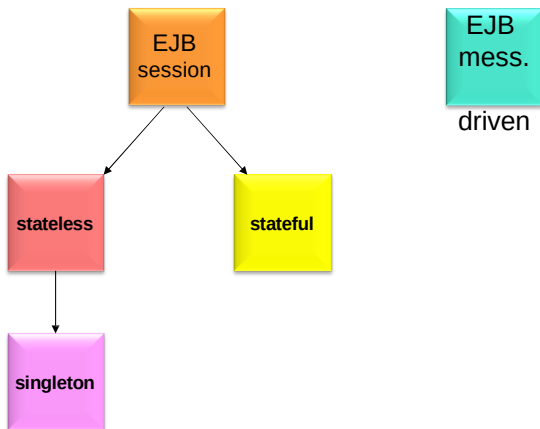 EJB
session
EJB
mess.
driven
stateless
stateful
singleton